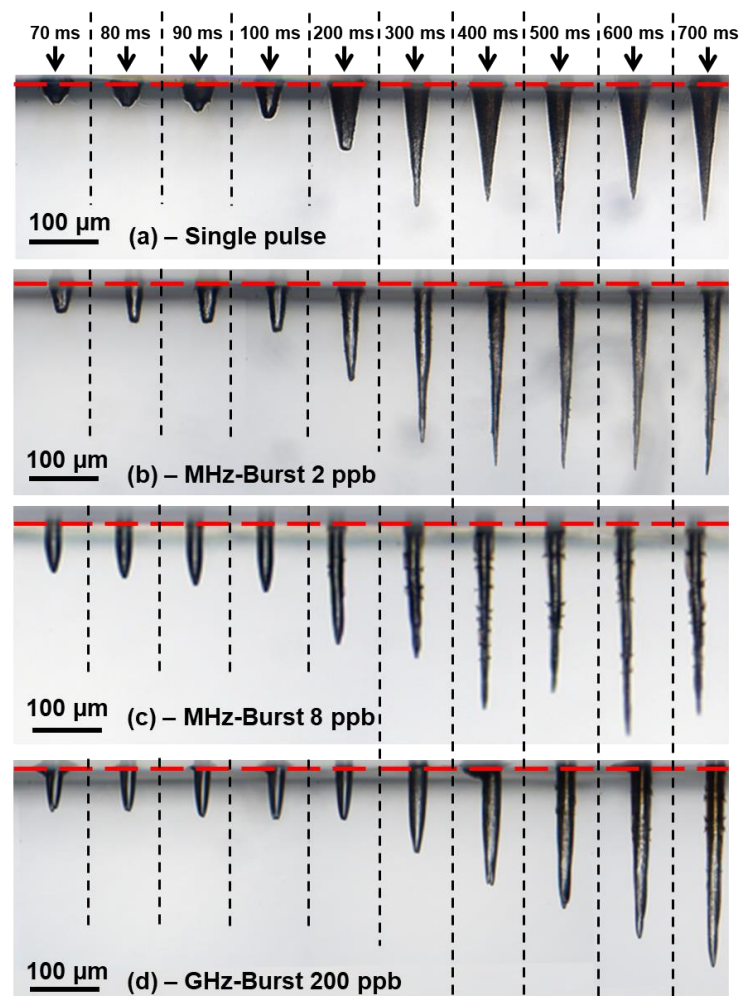 70 ms 80 ms 90 ms 100 ms 200 ms 300 ms 400 ms 500 ms 600 ms 700 ms
100 µm
(a) – Single pulse
100 µm
(b) – MHz-Burst 2 ppb
100 µm
(c) – MHz-Burst 8 ppb
100 µm
(d) – GHz-Burst 200 ppb